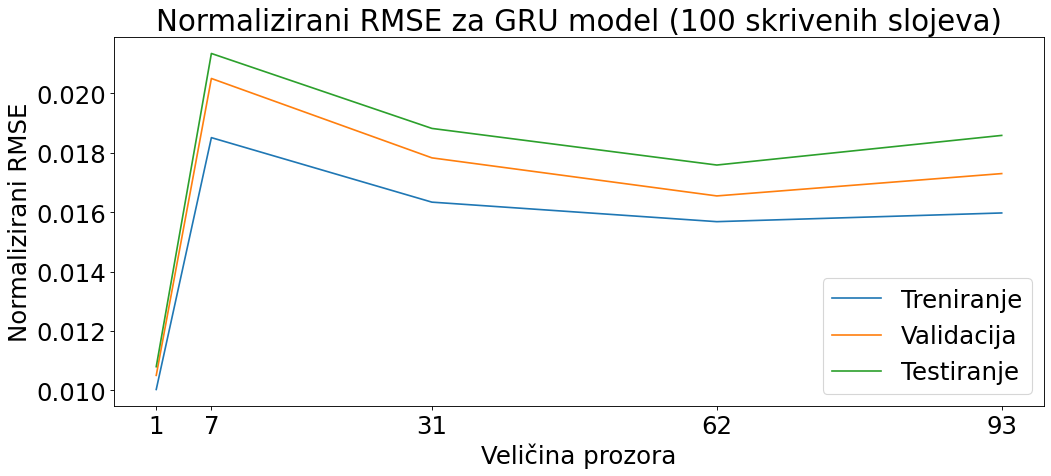 Normalizirani RMSE za GRU model (100 skrivenih slojeva)
Normalizirani RMSE
0.020
0.018
0.016
0.014
0.012
0.010
1 7 31 62 93
Veličina prozora
Treniranje
Validacija
Testiranje